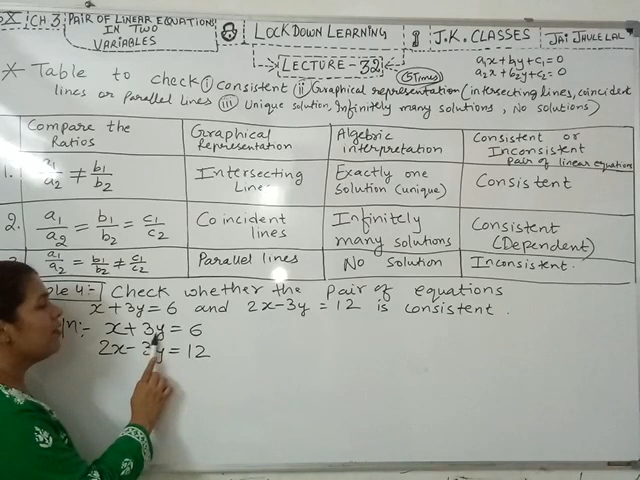 X CH 3 PAIR OF LINEAR EQUATIONS IN TWO VARIABLES
LOCKDOWN LEARNING
J.K. CLASSES
JAI JHULELAL
LECTURE - 32
a₁x + b₁y + c₁ = 0
a₂x + b₂y + c₂ = 0
(5 Times)
* Table to check (i) consistent (ii) Graphical representation (intersecting lines, coincident
lines or Parallel lines (iii) Unique solution, Infinitely many solutions, No solutions)
Compare the Ratios | Graphical Representation | Algebric interpretation | Consistent or Inconsistent pair of linear equation
1. a₁/a₂ ≠ b₁/b₂ | Intersecting Lines | Exactly one solution (unique) | Consistent
2. a₁/a₂ = b₁/b₂ = c₁/c₂ | Coincident lines | Infinitely many solutions | Consistent (Dependent)
a₁/a₂ = b₁/b₂ ≠ c₁/c₂ | Parallel lines | No Solution | Inconsistent.
4:- Check whether the pair of equations
x + 3y = 6 and 2x - 3y = 12 is consistent.
:- x + 3y = 6
2x - 3y = 12